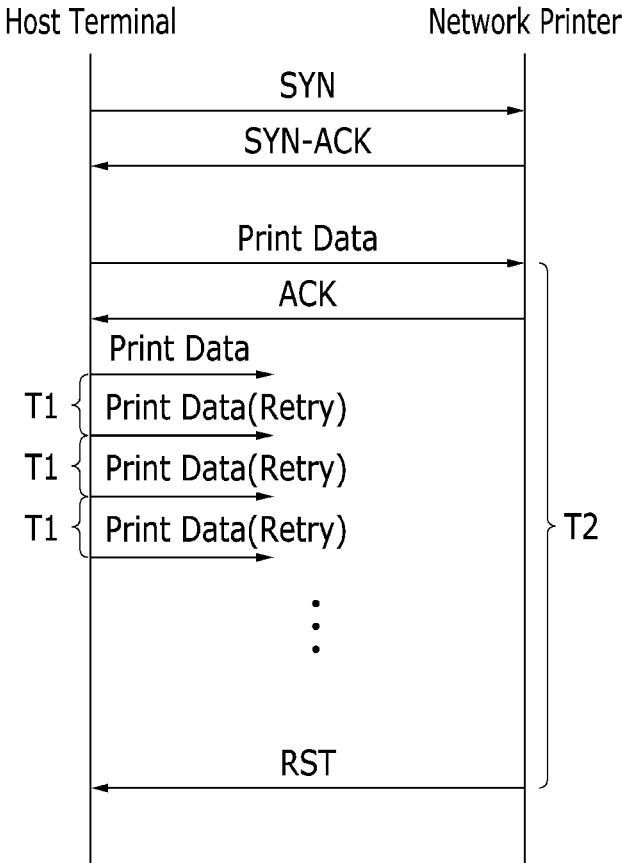 Host Terminal
Network Printer
SYN
SYN-ACK
Print Data
ACK
Print Data
T1
Print Data(Retry)
T1
Print Data(Retry)
T1
Print Data(Retry)
T2
RST